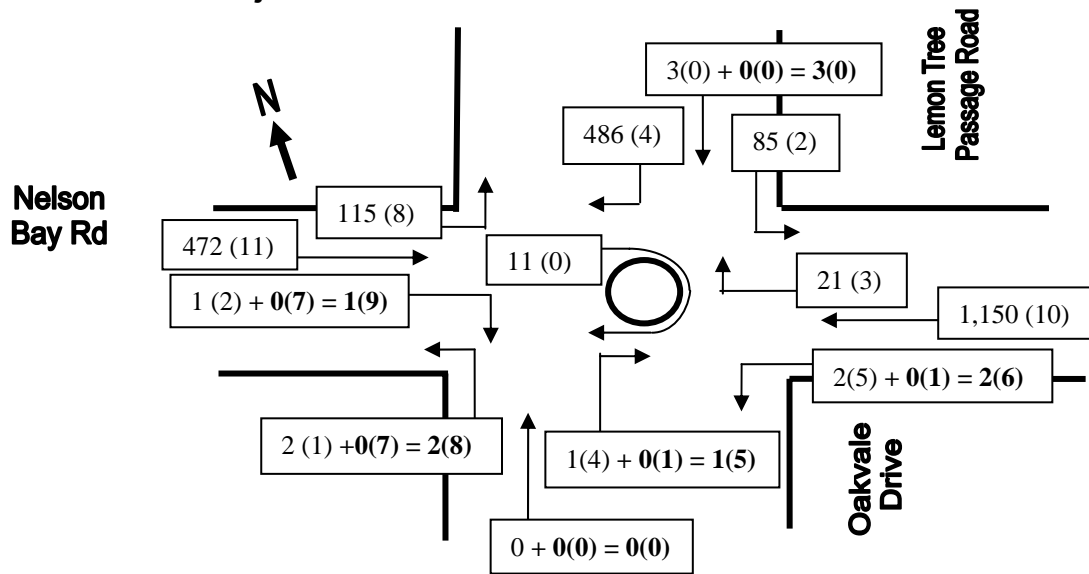 3(0) + 0(0) = 3(0)
Lemon Tree
Passage Road
N
486 (4)
85 (2)
Nelson
Bay Rd
115 (8)
472 (11)
11 (0)
21 (3)
1 (2) + 0(7) = 1(9)
1,150 (10)
2(5) + 0(1) = 2(6)
2 (1) +0(7) = 2(8)
1(4) + 0(1) = 1(5)
Oakvale
Drive
0 + 0(0) = 0(0)